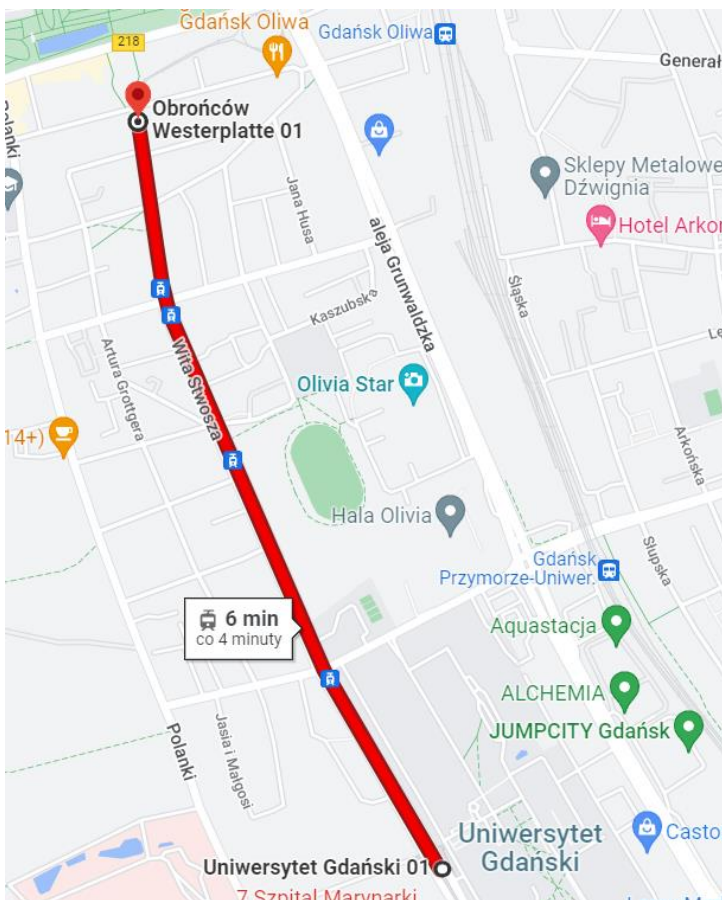 Gdańsk Oliwa
218
Gdańsk Oliwa
Generał
Polanki
Obrońców
Westerplatte 01
Sklepy Metalowe
Dźwignia
Jana Husa
Hotel Arkon
aleja Grunwaldzka
Śląska
Kaszubska
Wita Stwosza
Artura Grottgera
Olivia Star
14+)
Arkońska
Hala Olivia
Słupska
Gdańsk
Przymorze-Uniwer.
6 min
co 4 minuty
Aquastacja
ALCHEMIA
JUMPCITY Gdańsk
Polanki
Jasia i Małgosi
Uniwersytet
Gdański
Casto
Uniwersytet Gdański 01
7 Szpital Marynarki